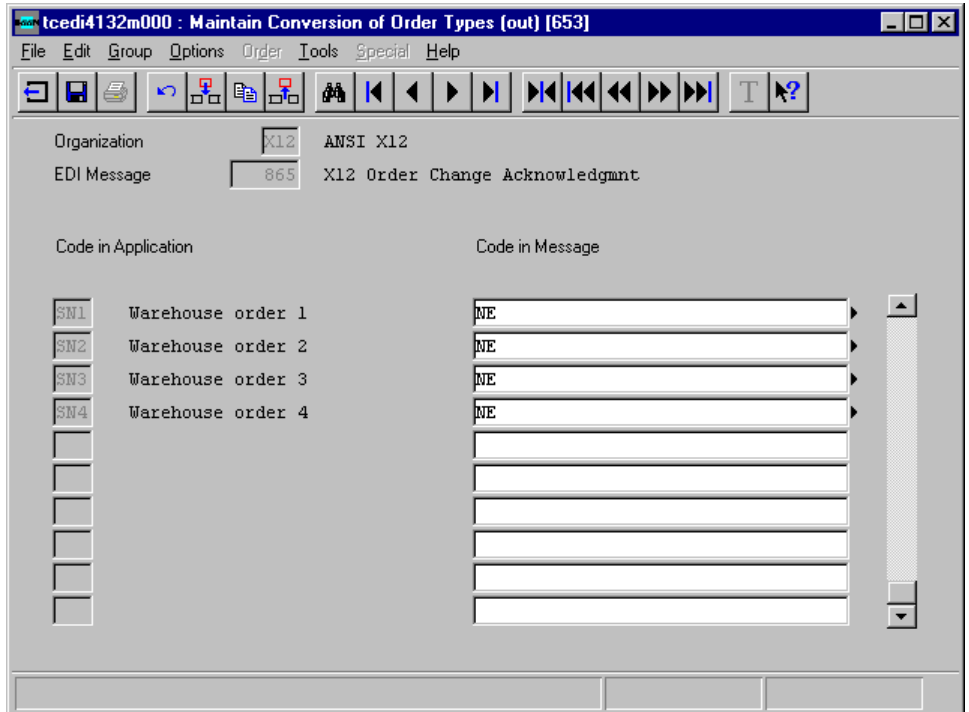 tcedi4132m000 : Maintain Conversion of Order Types (out) [653]
File Edit Group Options Order Tools Special Help
T ?
Organization X12 ANSI X12
EDI Message 865 X12 Order Change Acknowledgmnt
Code in Application Code in Message
SN1 Warehouse order 1 NE
SN2 Warehouse order 2 NE
SN3 Warehouse order 3 NE
SN4 Warehouse order 4 NE